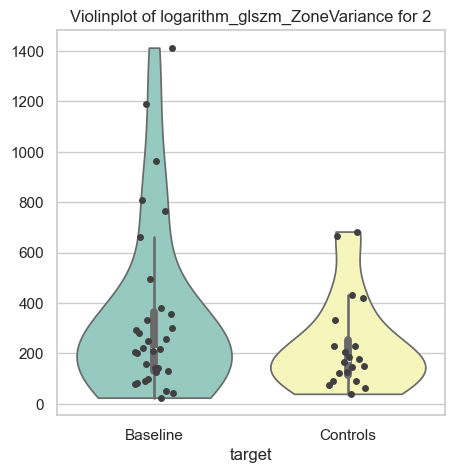 Violinplot of logarithm_glszm_ZoneVariance for 2
1400
1200
1000
800
600
400
200
0
Baseline
Controls
target